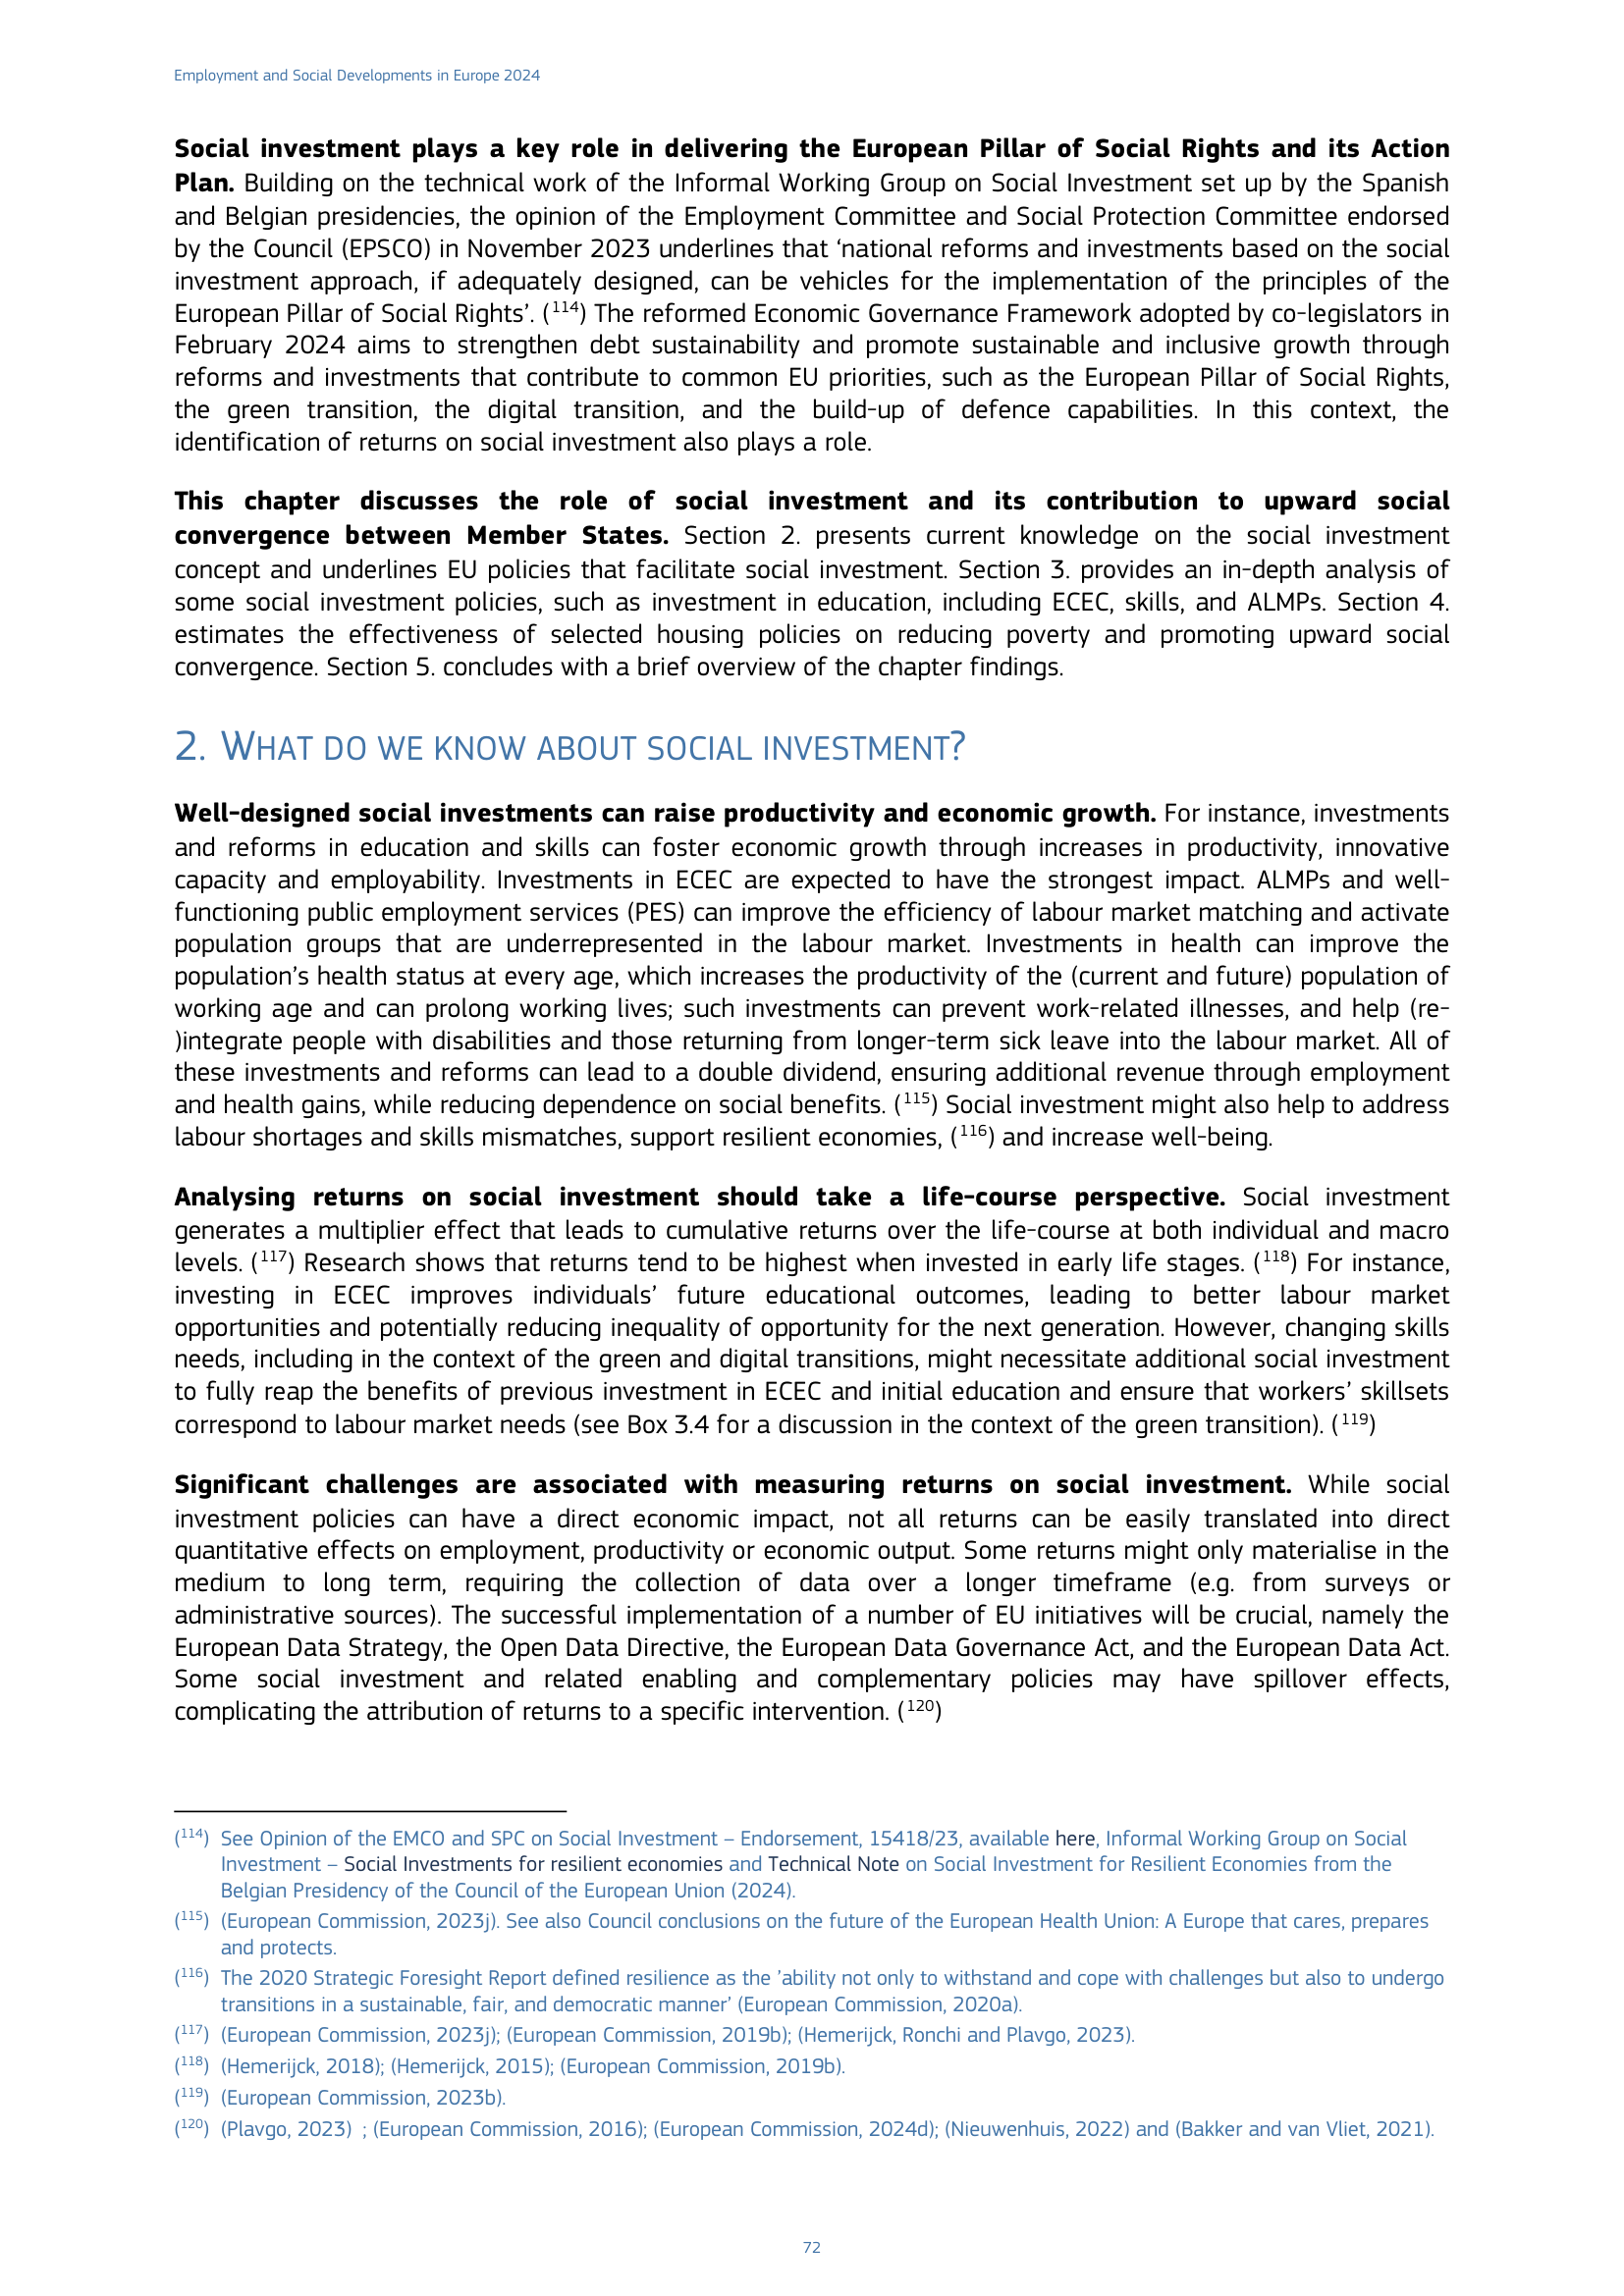 Employment and Social Developments in Europe 2024
Social investment plays a key role in delivering the European Pillar of Social Rights and its Action
Plan. Building on the technical work of the Informal Working Group on Social Investment set up by the Spanish
and Belgian presidencies, the opinion of the Employment Committee and Social Protection Committee endorsed
by the Council (EPSCO) in November 2023 underlines that ‘national reforms and investments based on the social
investment approach, if adequately designed, can be vehicles for the implementation of the principles of the
European Pillar of Social Rights’. (114) The reformed Economic Governance Framework adopted by co-legislators in
February 2024 aims to strengthen debt sustainability and promote sustainable and inclusive growth through
reforms and investments that contribute to common EU priorities, such as the European Pillar of Social Rights,
the green transition, the digital transition, and the build-up of defence capabilities. In this context, the
identification of returns on social investment also plays a role.
This chapter discusses the role of social investment and its contribution to upward social
convergence between Member States. Section 2. presents current knowledge on the social investment
concept and underlines EU policies that facilitate social investment. Section 3. provides an in-depth analysis of
some social investment policies, such as investment in education, including ECEC, skills, and ALMPs. Section 4.
estimates the effectiveness of selected housing policies on reducing poverty and promoting upward social
convergence. Section 5. concludes with a brief overview of the chapter findings.
2. WHAT DO WE KNOW ABOUT SOCIAL INVESTMENT?
Well-designed social investments can raise productivity and economic growth. For instance, investments
and reforms in education and skills can foster economic growth through increases in productivity, innovative
capacity and employability. Investments in ECEC are expected to have the strongest impact. ALMPs and well-
functioning public employment services (PES) can improve the efficiency of labour market matching and activate
population groups that are underrepresented in the labour market. Investments in health can improve the
population’s health status at every age, which increases the productivity of the (current and future) population of
working age and can prolong working lives; such investments can prevent work-related illnesses, and help (re-
)integrate people with disabilities and those returning from longer-term sick leave into the labour market. All of
these investments and reforms can lead to a double dividend, ensuring additional revenue through employment
and health gains, while reducing dependence on social benefits. (115) Social investment might also help to address
labour shortages and skills mismatches, support resilient economies, (116) and increase well-being.
Analysing returns on social investment should take a life-course perspective. Social investment
generates a multiplier effect that leads to cumulative returns over the life-course at both individual and macro
levels. (117) Research shows that returns tend to be highest when invested in early life stages. (118) For instance,
investing in ECEC improves individuals’ future educational outcomes, leading to better labour market
opportunities and potentially reducing inequality of opportunity for the next generation. However, changing skills
needs, including in the context of the green and digital transitions, might necessitate additional social investment
to fully reap the benefits of previous investment in ECEC and initial education and ensure that workers’ skillsets
correspond to labour market needs (see Box 3.4 for a discussion in the context of the green transition). (119)
Significant challenges are associated with measuring returns on social investment. While social
investment policies can have a direct economic impact, not all returns can be easily translated into direct
quantitative effects on employment, productivity or economic output. Some returns might only materialise in the
medium to long term, requiring the collection of data over a longer timeframe (e.g. from surveys or
administrative sources). The successful implementation of a number of EU initiatives will be crucial, namely the
European Data Strategy, the Open Data Directive, the European Data Governance Act, and the European Data Act.
Some social investment and related enabling and complementary policies may have spillover effects,
complicating the attribution of returns to a specific intervention. (120)
(114) See Opinion of the EMCO and SPC on Social Investment – Endorsement, 15418/23, available here, Informal Working Group on Social
Investment – Social Investments for resilient economies and Technical Note on Social Investment for Resilient Economies from the
Belgian Presidency of the Council of the European Union (2024).
(115) (European Commission, 2023j). See also Council conclusions on the future of the European Health Union: A Europe that cares, prepares
and protects.
(116) The 2020 Strategic Foresight Report defined resilience as the ’ability not only to withstand and cope with challenges but also to undergo
transitions in a sustainable, fair, and democratic manner’ (European Commission, 2020a).
(117) (European Commission, 2023j); (European Commission, 2019b); (Hemerijck, Ronchi and Plavgo, 2023).
(118) (Hemerijck, 2018); (Hemerijck, 2015); (European Commission, 2019b).
(119) (European Commission, 2023b).
(120) (Plavgo, 2023) ; (European Commission, 2016); (European Commission, 2024d); (Nieuwenhuis, 2022) and (Bakker and van Vliet, 2021).
72